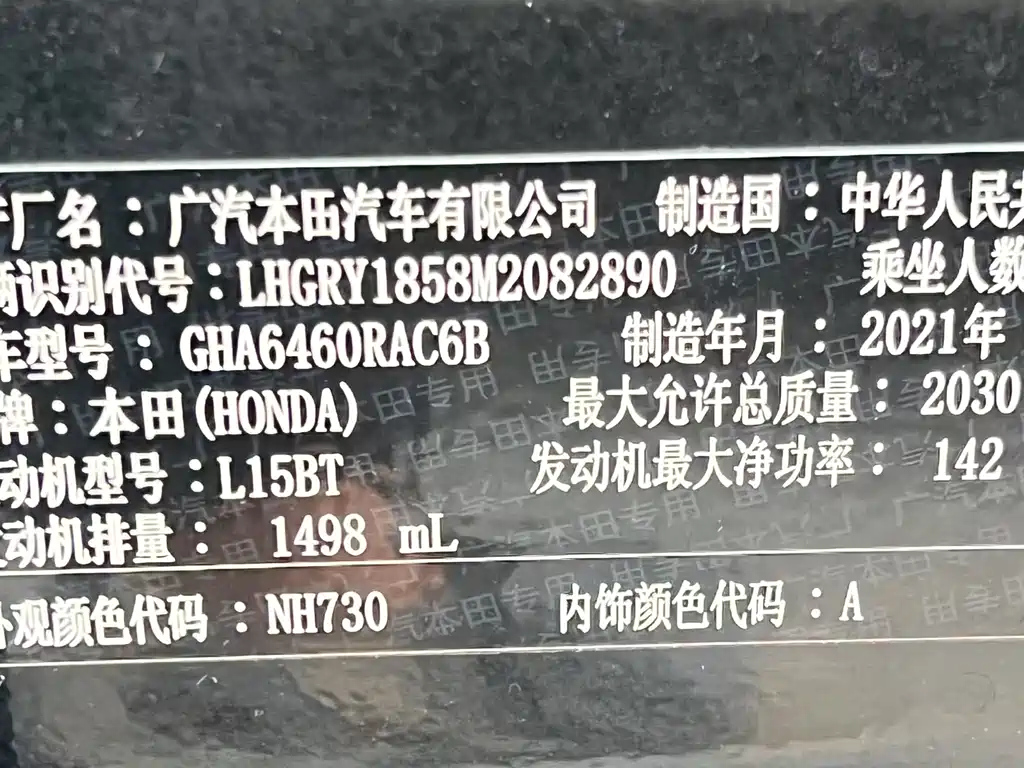 厂名：广汽本田汽车有限公司 制造国：中华人民共
辆识别代号：LHGRY1858M2082890 乘坐人数
车型号：GHA6460RAC6B 制造年月：2021年
牌：本田(HONDA) 最大允许总质量：2030
动机型号：L15BT 发动机最大净功率：142
动机排量：1498 mL
外观颜色代码：NH730 内饰颜色代码：A